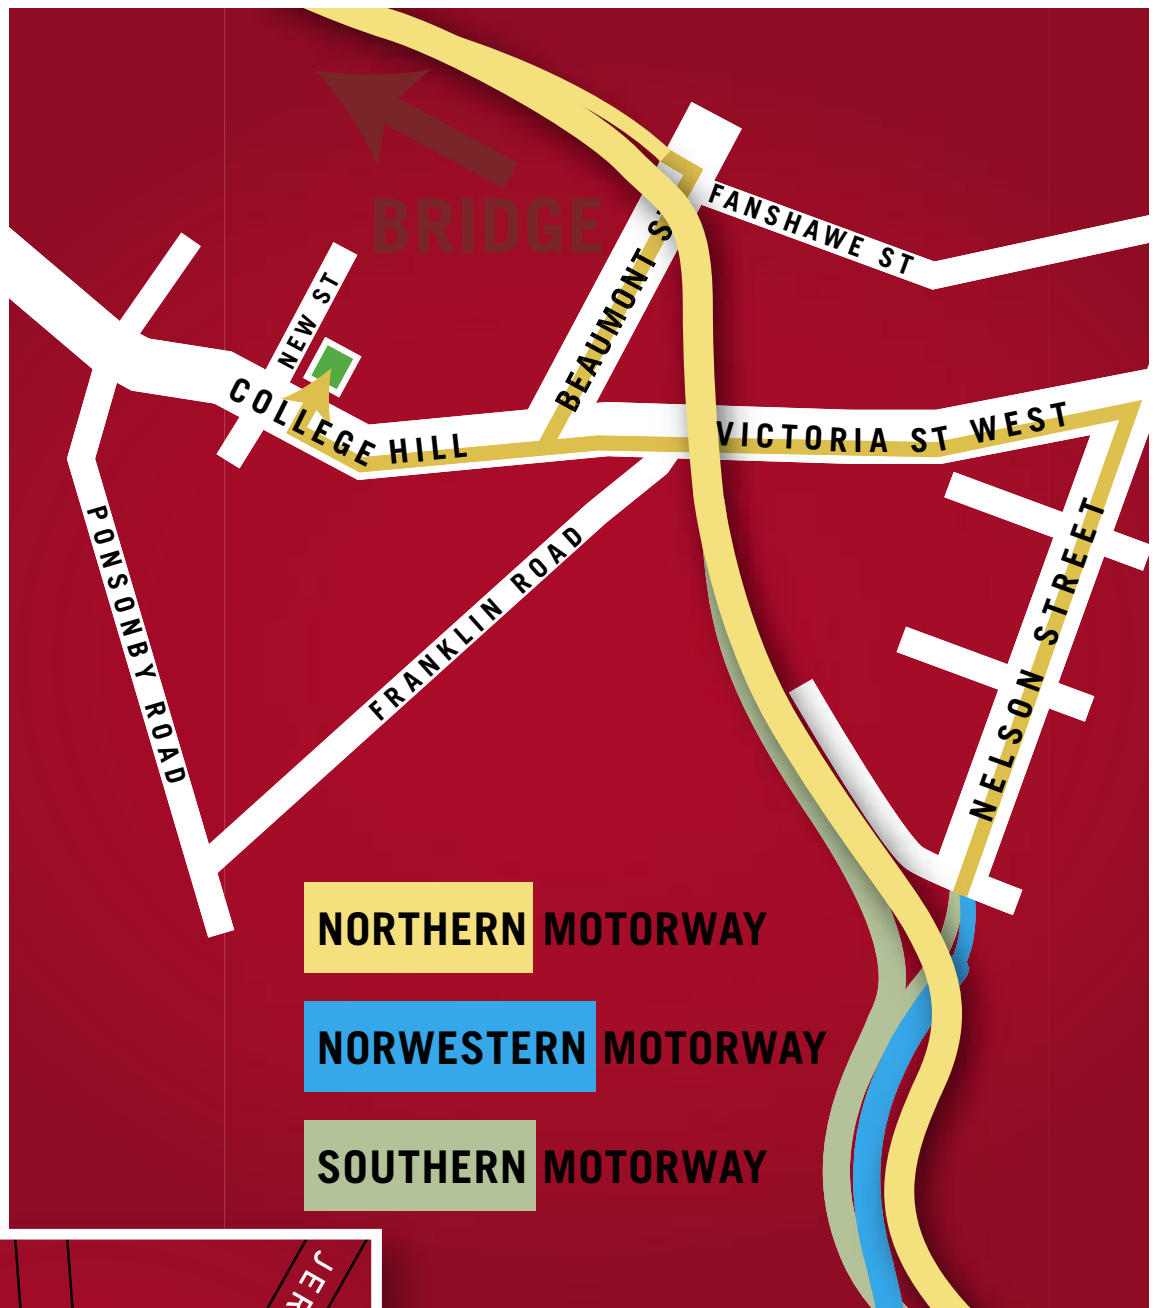 BRIDGE
FANSHAWE ST
BEAUMONT ST
NEW ST
COLLEGE HILL
VICTORIA ST WEST
PONSONBY ROAD
FRANKLIN ROAD
NELSON STREET
NORTHERN MOTORWAY
NORWESTERN MOTORWAY
SOUTHERN MOTORWAY